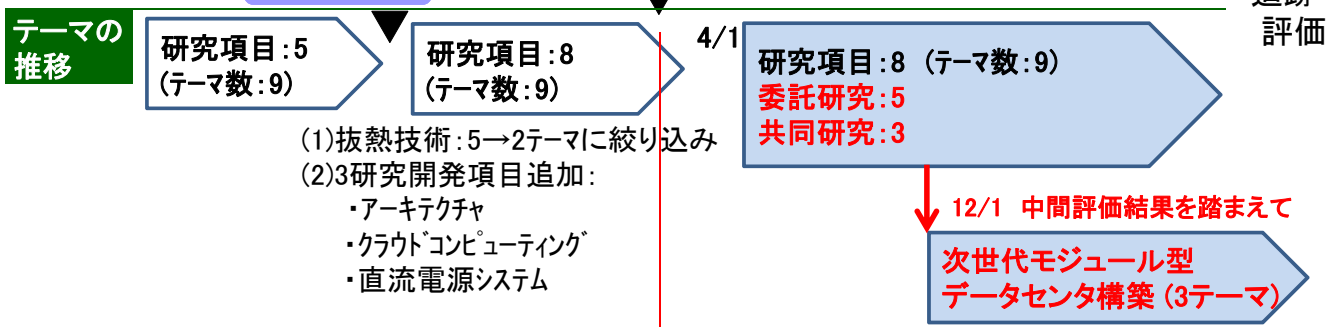 評価
テーマの
推移
研究項目:5
(テーマ数:9)
研究項目:8
(テーマ数:9)
4/1
研究項目:8 (テーマ数:9)
委託研究:5
共同研究:3
(1)抜熱技術:5→2テーマに絞り込み
(2)3研究開発項目追加:
・アーキテクチャ
・クラウドコンピューティング
・直流電源システム
12/1 中間評価結果を踏まえて
次世代モジュール型
データセンタ構築 (3テーマ)